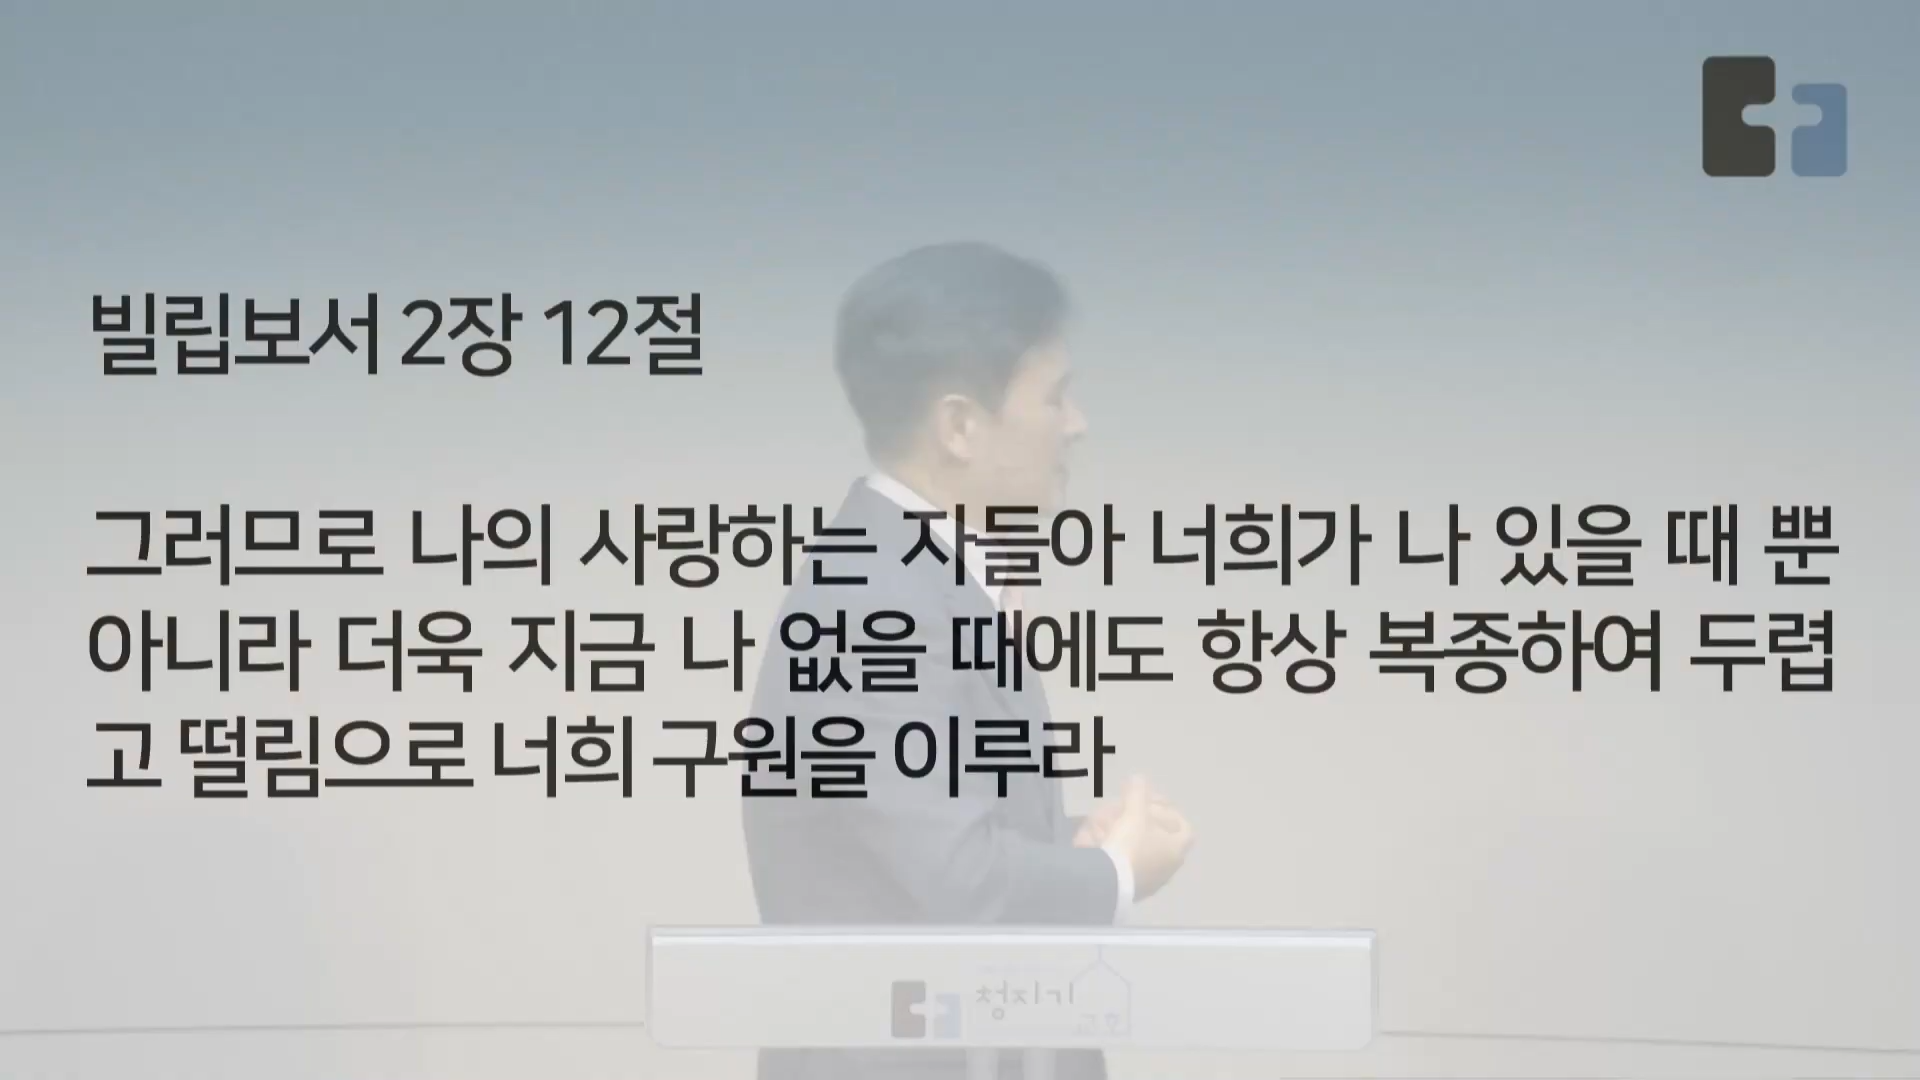 빌립보서 2장 12절
그러므로 나의 사랑하는 자들아 너희가 나 있을 때 뿐
아니라 더욱 지금 나 없을 때에도 항상 복종하여 두렵
고 떨림으로 너희 구원을 이루라
청지기
교회